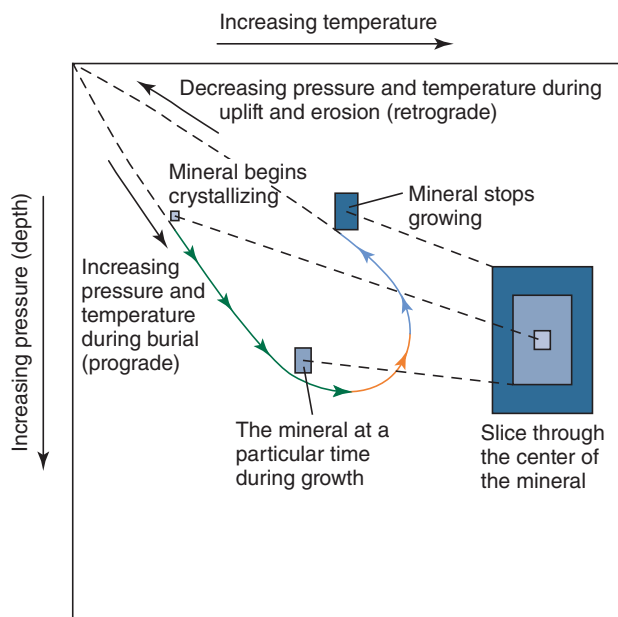 Increasing temperature
Decreasing pressure and temperature during
uplift and erosion (retrograde)
Mineral begins
crystallizing
Mineral stops
growing
Increasing pressure (depth)
Increasing
pressure and
temperature
during burial
(prograde)
The mineral at a
particular time
during growth
Slice through
the center of
the mineral